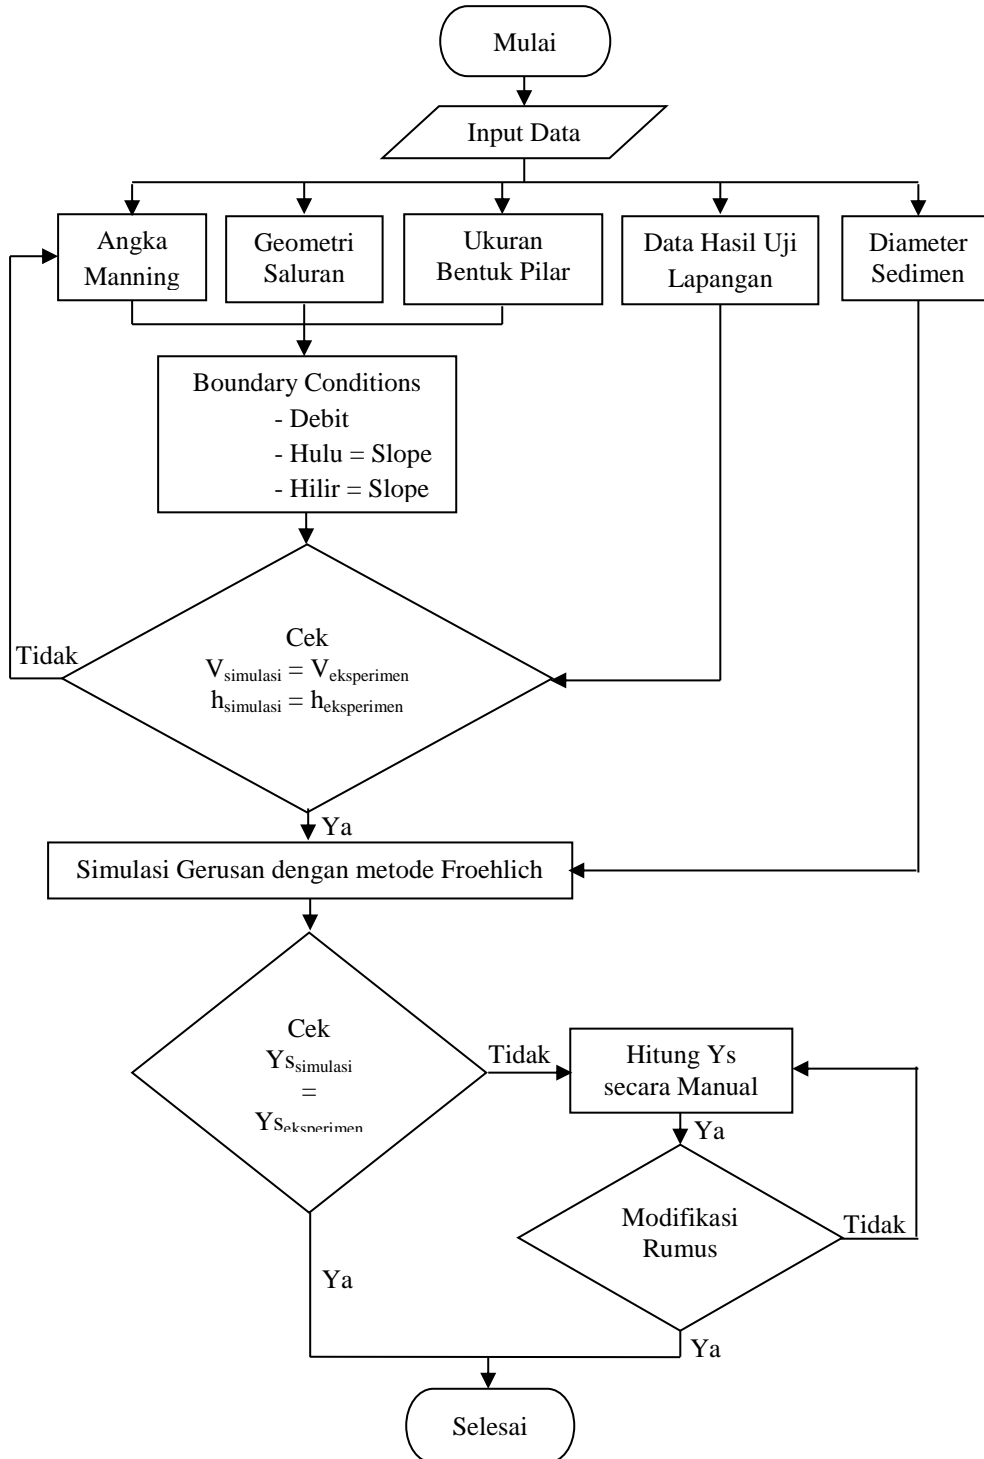 Mulai
Input Data
Angka
Manning
Geometri
Saluran
Ukuran
Bentuk Pilar
Data Hasil Uji
Lapangan
Diameter
Sedimen
Boundary Conditions
- Debit
- Hulu = Slope
- Hilir = Slope
Tidak
Cek
Vsimulasi = Veksperimen
hsimulasi = heksperimen
Ya
Simulasi Gerusan dengan metode Froehlich
Cek
Yssimulasi
=
Yseksperimen
Tidak
Hitung Ys
secara Manual
Ya
Modifikasi
Rumus
Tidak
Ya
Ya
Selesai